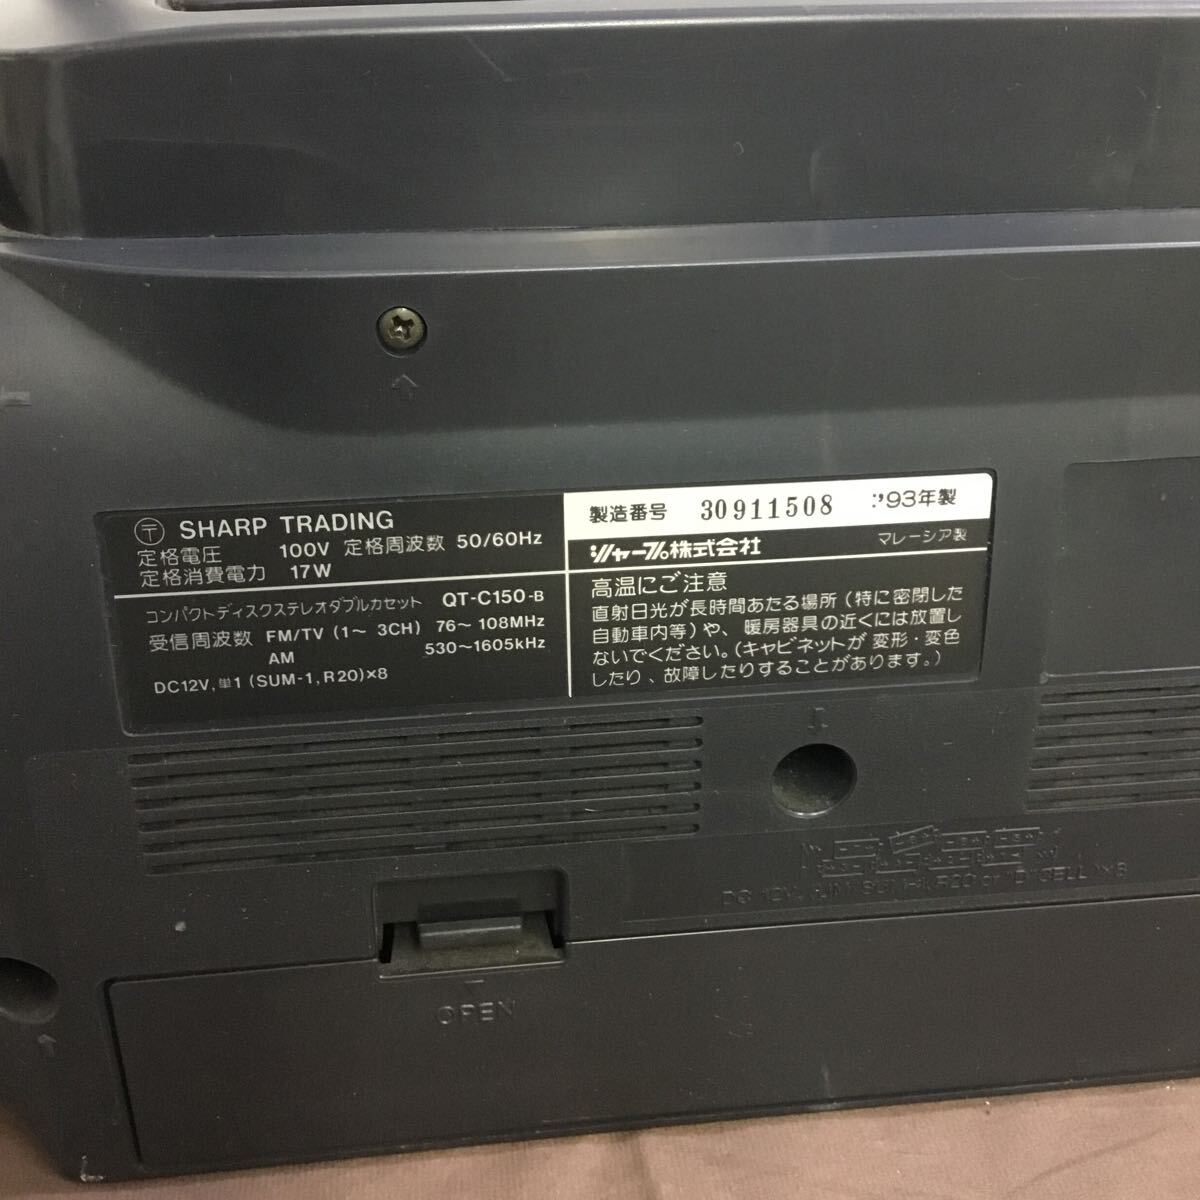 〒 SHARP TRADING
定格電圧 100V 定格周波数 50/60Hz
定格消費電力 17W
コンパクトディスクステレオダブルカセット QT-C150-B
受信周波数 FM/TV (1～3CH) 76～108MHz
AM 530～1605kHz
DC12V, 単1 (SUM-1, R20)×8
製造番号 30911508 '93年製
シャープ株式会社 マレーシア製
高温にご注意
直射日光が長時間あたる場所（特に密閉した
自動車内等）や、暖房器具の近くには放置し
ないでください。（キャビネットが変形・変色
したり、故障したりすることがあります。）
OPEN